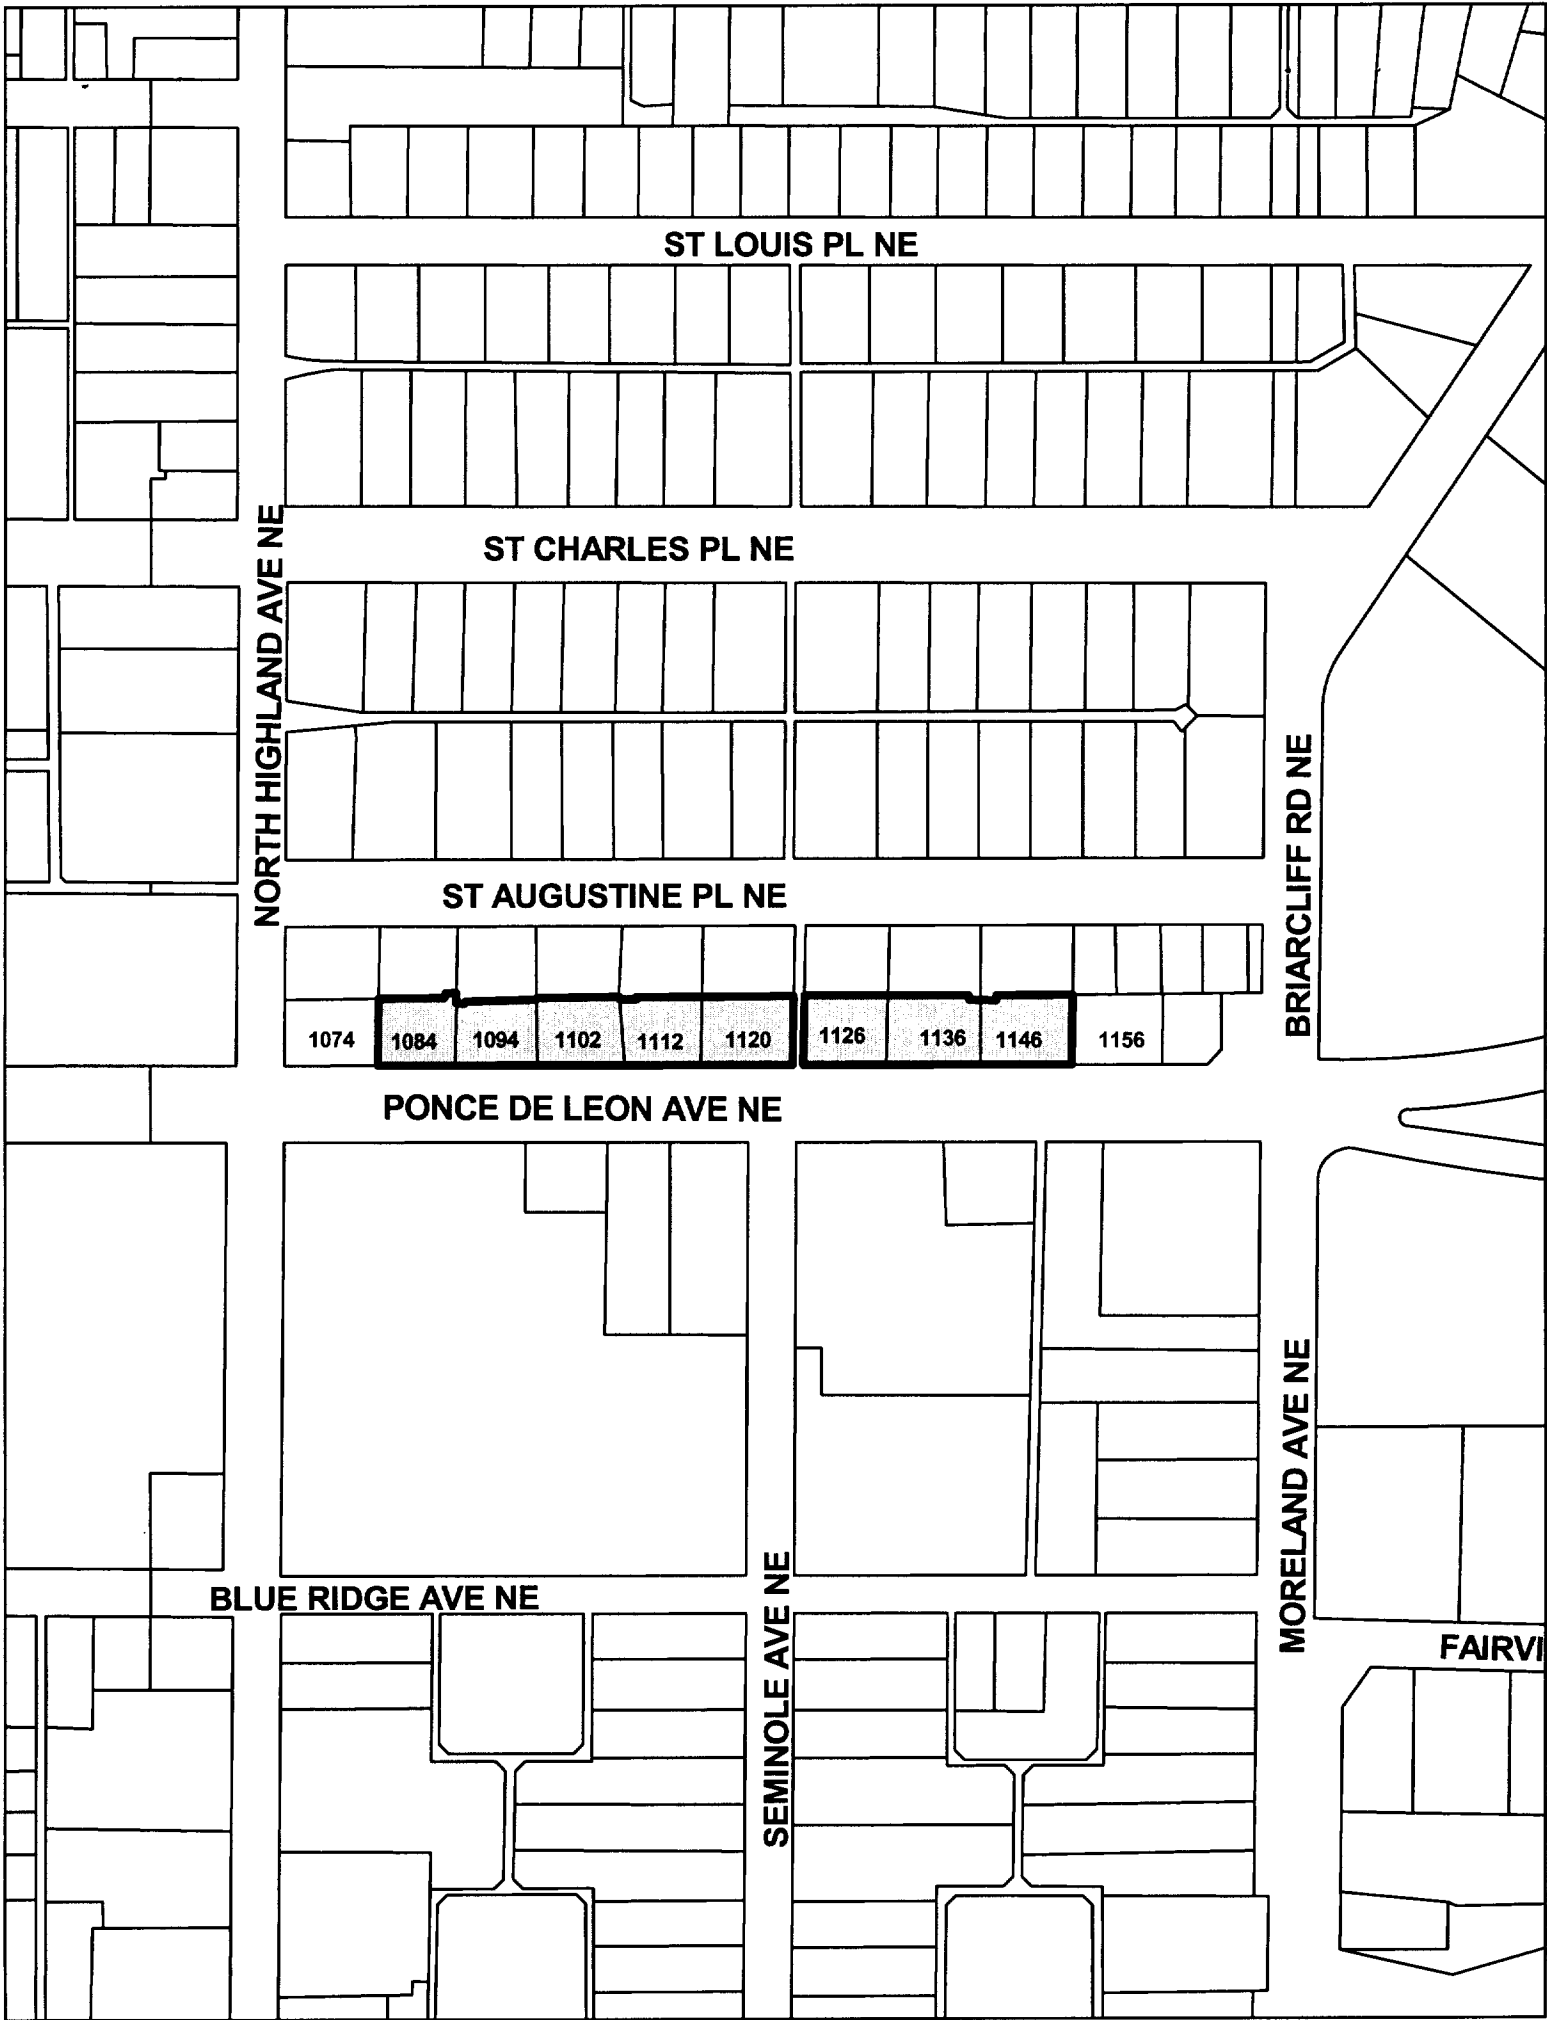 ST LOUIS PL NE
ST CHARLES PL NE
NORTH HIGHLAND AVE NE
BRIARCLIFF RD NE
ST AUGUSTINE PL NE
1074 1084 1094 1102 1112 1120 1126 1136 1146 1156
PONCE DE LEON AVE NE
MORELAND AVE NE
SEMINOLE AVE NE
BLUE RIDGE AVE NE
FAIRVI